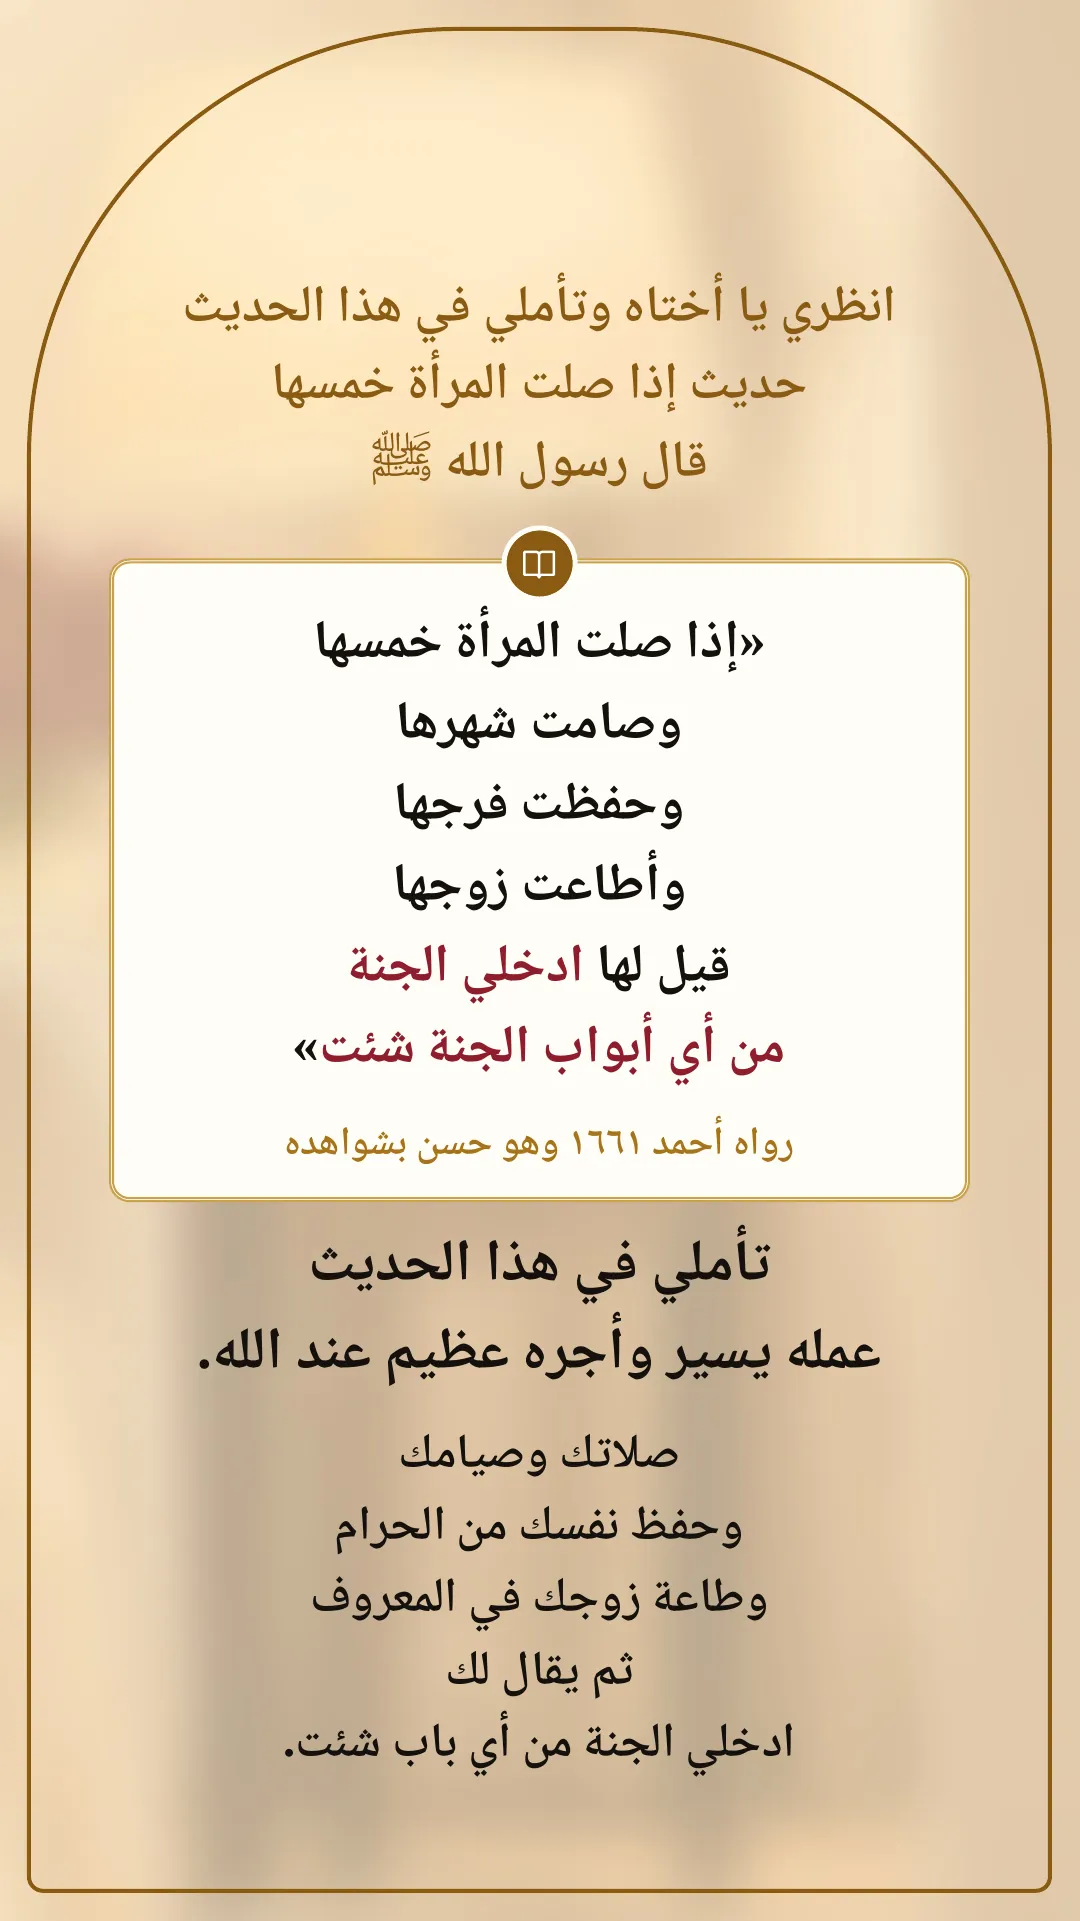 انظري يا أختاه وتأملي في هذا الحديث
حديث إذا صلت المرأة خمسها
قال رسول الله ﷺ
«إذا صلت المرأة خمسها
وصامت شهرها
وحفظت فرجها
وأطاعت زوجها
قيل لها ادخلي الجنة
من أي أبواب الجنة شئت»
رواه أحمد ١٦٦١ وهو حسن بشواهده
تأملي في هذا الحديث
عمله يسير وأجره عظيم عند الله.
صلاتك وصيامك
وحفظ نفسك من الحرام
وطاعة زوجك في المعروف
ثم يقال لك
ادخلي الجنة من أي باب شئت.